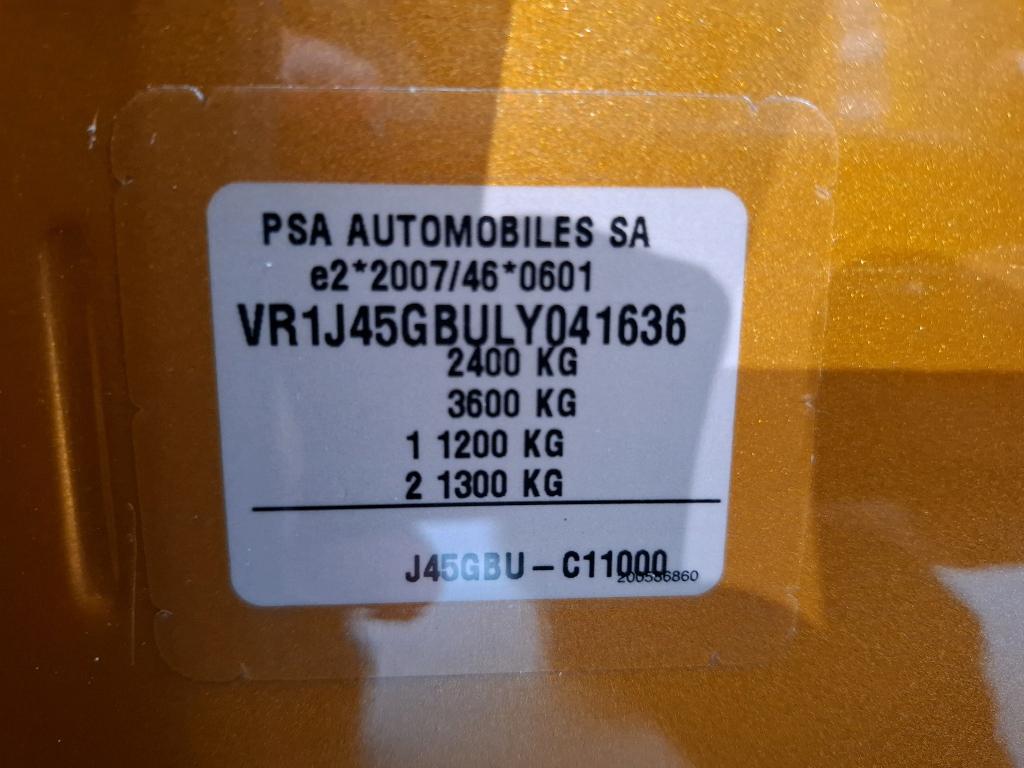 PSA AUTOMOBILES SA
e2*2007/46*0601
VR1J45GBULY041636
2400 KG
3600 KG
1 1200 KG
2 1300 KG
J45GBU – C11000
200586860